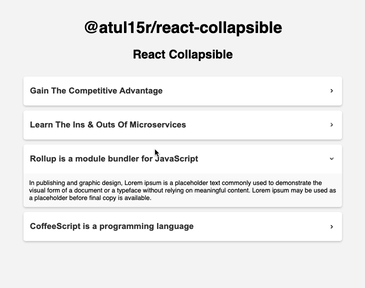 @atul15r/react-collapsible
React Collapsible
Gain The Competitive Advantage
Learn The Ins & Outs Of Microservices
Rollup is a module bundler for JavaScript
In publishing and graphic design, Lorem ipsum is a placeholder text commonly used to demonstrate the
visual form of a document or a typeface without relying on meaningful content. Lorem ipsum may be used as
a placeholder before final copy is available.
CoffeeScript is a programming language